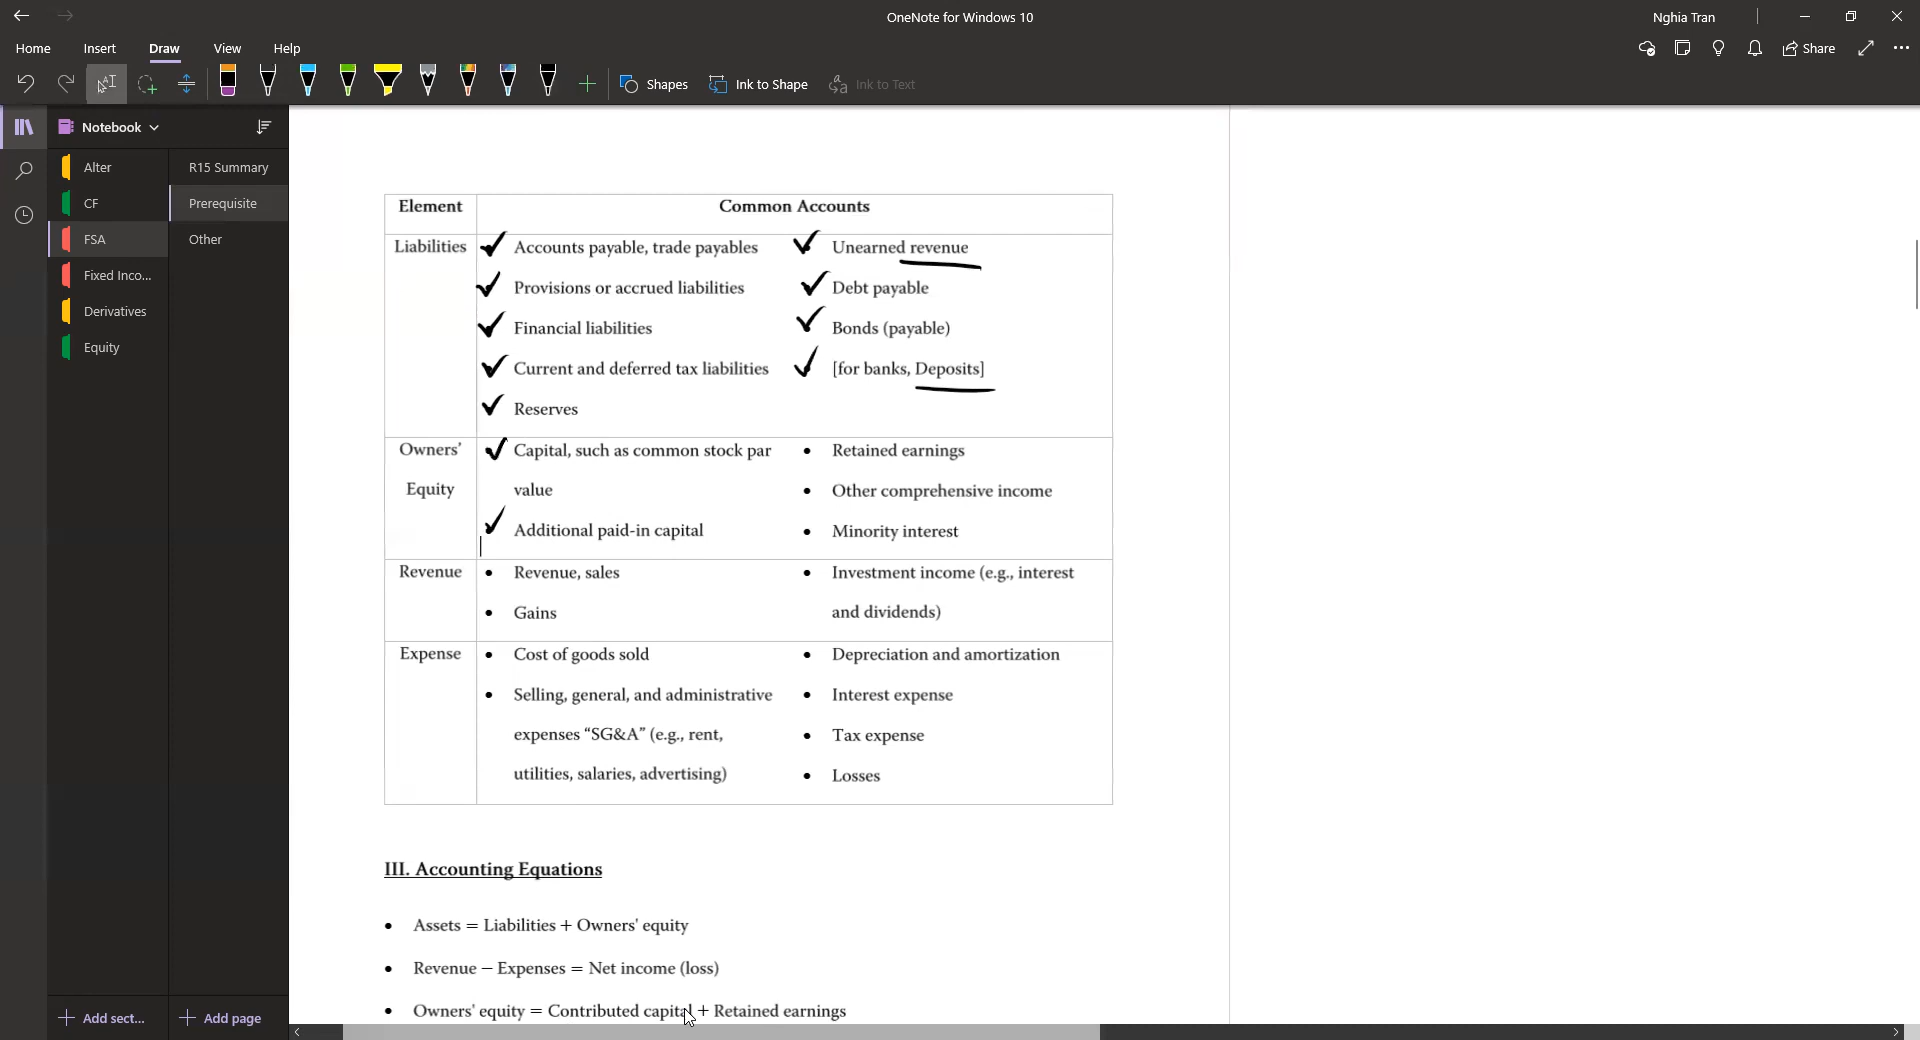 OneNote for Windows 10
Nghia Tran
Home Insert Draw View Help
Share
Shapes Ink to Shape Ink to Text
Notebook
Alter
CF
FSA
Fixed Inco...
Derivatives
Equity
R15 Summary
Prerequisite
Other
Element Common Accounts
Liabilities
Accounts payable, trade payables
Provisions or accrued liabilities
Financial liabilities
Current and deferred tax liabilities
Reserves
Unearned revenue
Debt payable
Bonds (payable)
[for banks, Deposits]
Owners'
Equity
Capital, such as common stock par
value
Additional paid-in capital
• Retained earnings
• Other comprehensive income
• Minority interest
Revenue
• Revenue, sales
• Gains
• Investment income (e.g., interest
and dividends)
Expense
• Cost of goods sold
• Selling, general, and administrative
expenses “SG&A” (e.g., rent,
utilities, salaries, advertising)
• Depreciation and amortization
• Interest expense
• Tax expense
• Losses
III. Accounting Equations
• Assets = Liabilities + Owners' equity
• Revenue − Expenses = Net income (loss)
• Owners' equity = Contributed capital + Retained earnings
+ Add sect... + Add page